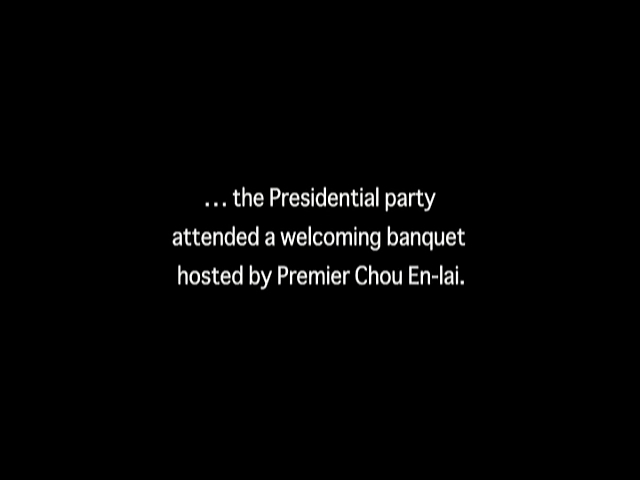 ... the Presidential party
attended a welcoming banquet
hosted by Premier Chou En-lai.